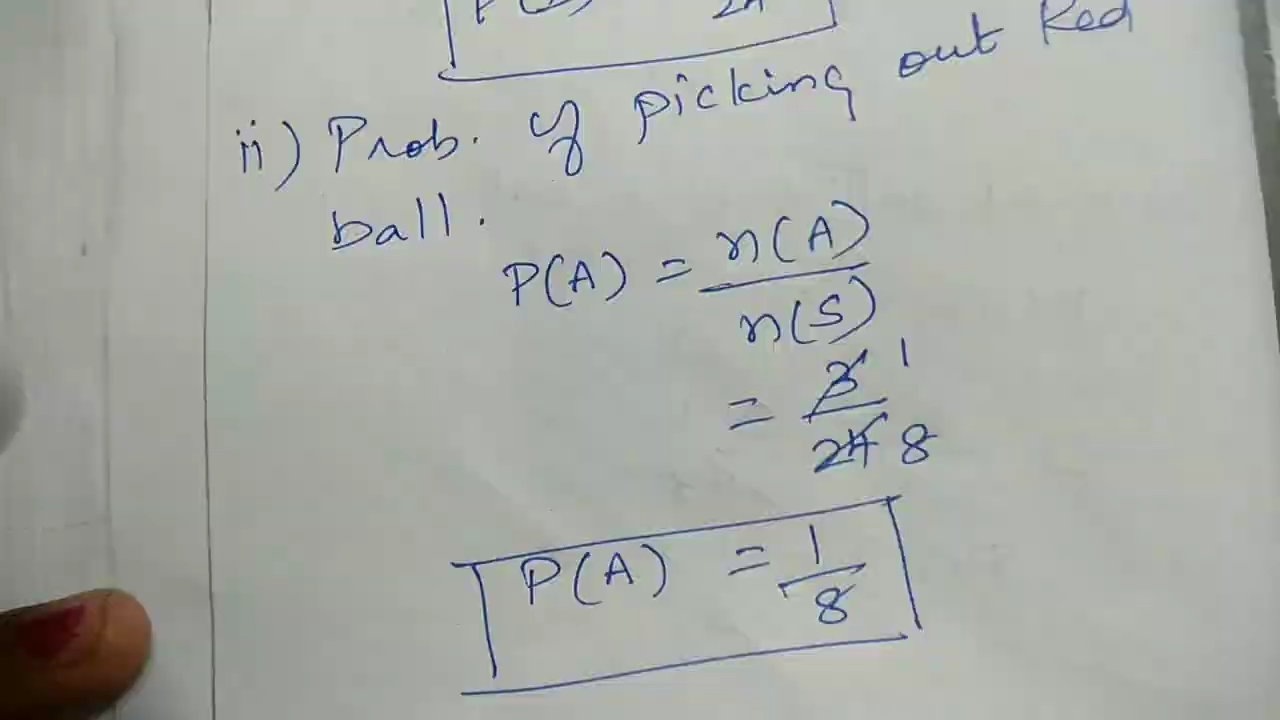 ii) Prob. of picking out Red
ball.
P(A) = n(A)
n(S)
= 3 1
24 8
P(A) = 1
8